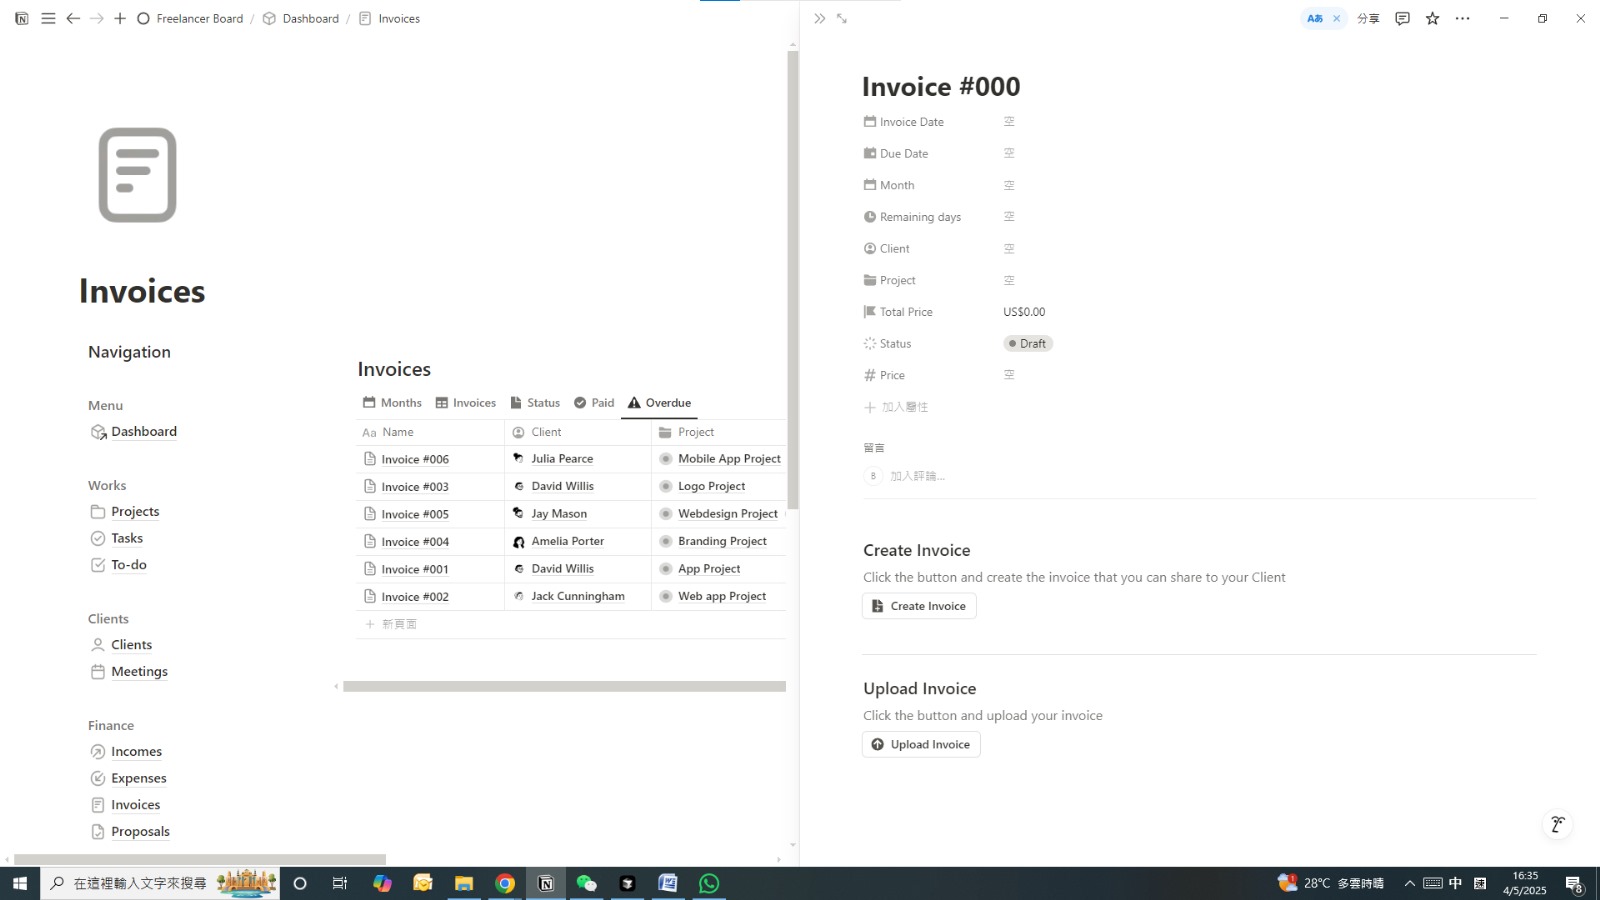 Freelancer Board / Dashboard / Invoices
Aあ
分享
Invoices
Navigation
Menu
Dashboard
Works
Projects
Tasks
To-do
Clients
Clients
Meetings
Finance
Incomes
Expenses
Invoices
Proposals
Invoices
Months Invoices Status Paid Overdue
Aa Name Client Project
Invoice #006 Julia Pearce Mobile App Project
Invoice #003 David Willis Logo Project
Invoice #005 Jay Mason Webdesign Project
Invoice #004 Amelia Porter Branding Project
Invoice #001 David Willis App Project
Invoice #002 Jack Cunningham Web app Project
新頁面
Invoice #000
Invoice Date 空
Due Date 空
Month 空
Remaining days 空
Client 空
Project 空
Total Price US$0.00
Status Draft
Price 空
加入屬性
留言
B 加入評論...
Create Invoice
Click the button and create the invoice that you can share to your Client
Create Invoice
Upload Invoice
Click the button and upload your invoice
Upload Invoice
在這裡輸入文字來搜尋
1
28°C 多雲時晴
中
16:35
4/5/2025
8